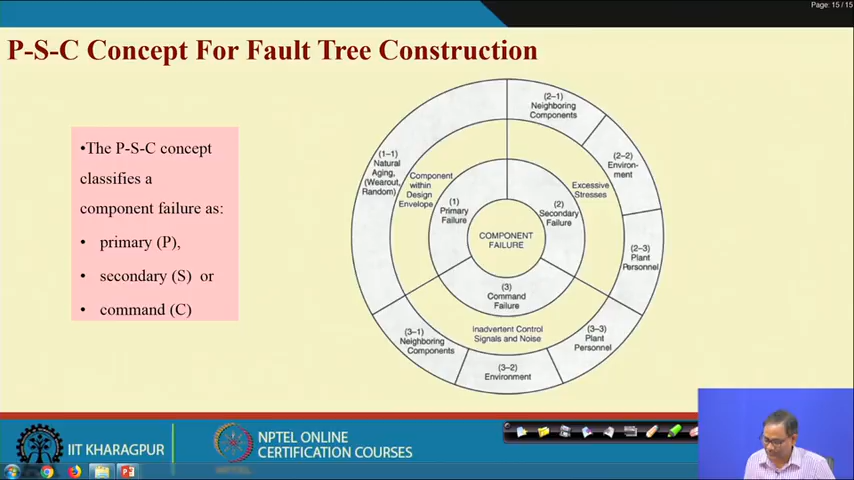 Page: 15 / 15
P-S-C Concept For Fault Tree Construction
•The P-S-C concept
classifies a
component failure as:
• primary (P),
• secondary (S) or
• command (C)
(2-1)
Neighboring
Components
(2-2)
Environ-
ment
(2-3)
Plant
Personnel
(1-1)
Natural
Aging,
(Wearout,
Random)
Component
within
Design
Envelope
Excessive
Stresses
(1)
Primary
Failure
(2)
Secondary
Failure
COMPONENT
FAILURE
(3)
Command
Failure
Inadvertent Control
Signals and Noise
(3-1)
Neighboring
Components
(3-2)
Environment
(3-3)
Plant
Personnel
IIT KHARAGPUR
NPTEL ONLINE
CERTIFICATION COURSES